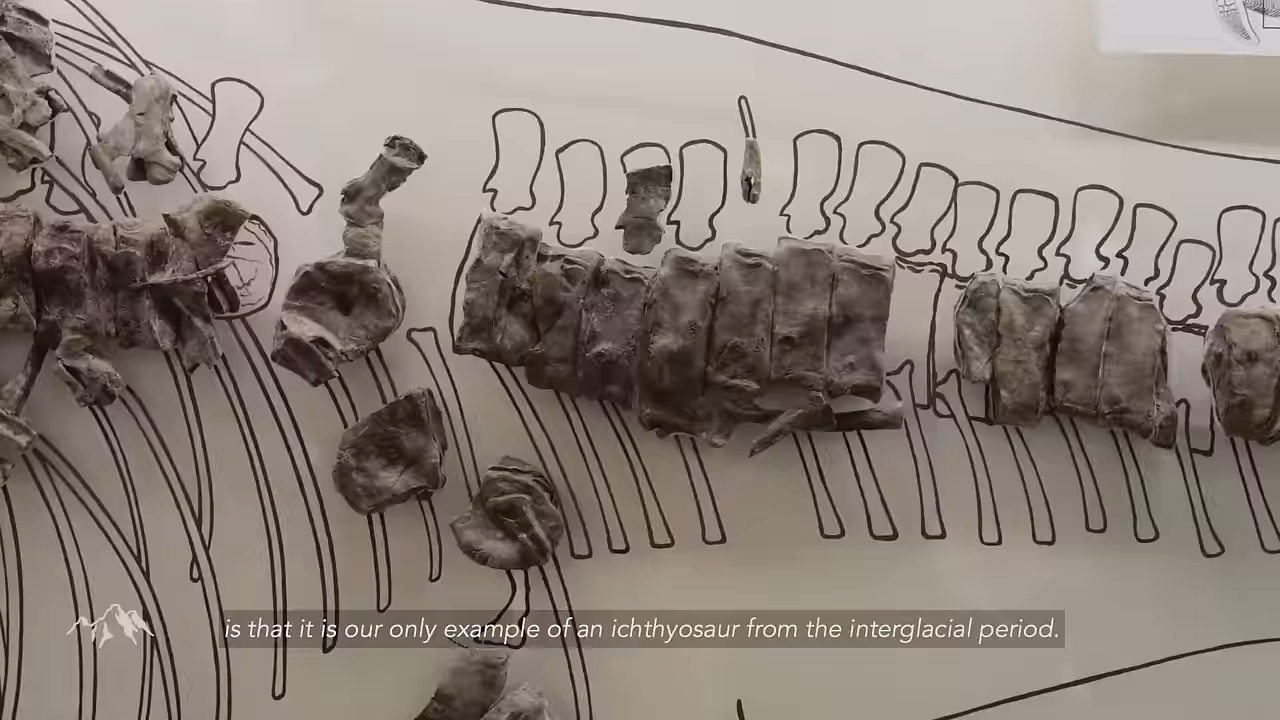 is that it is our only example of an ichthyosaur from the interglacial period.